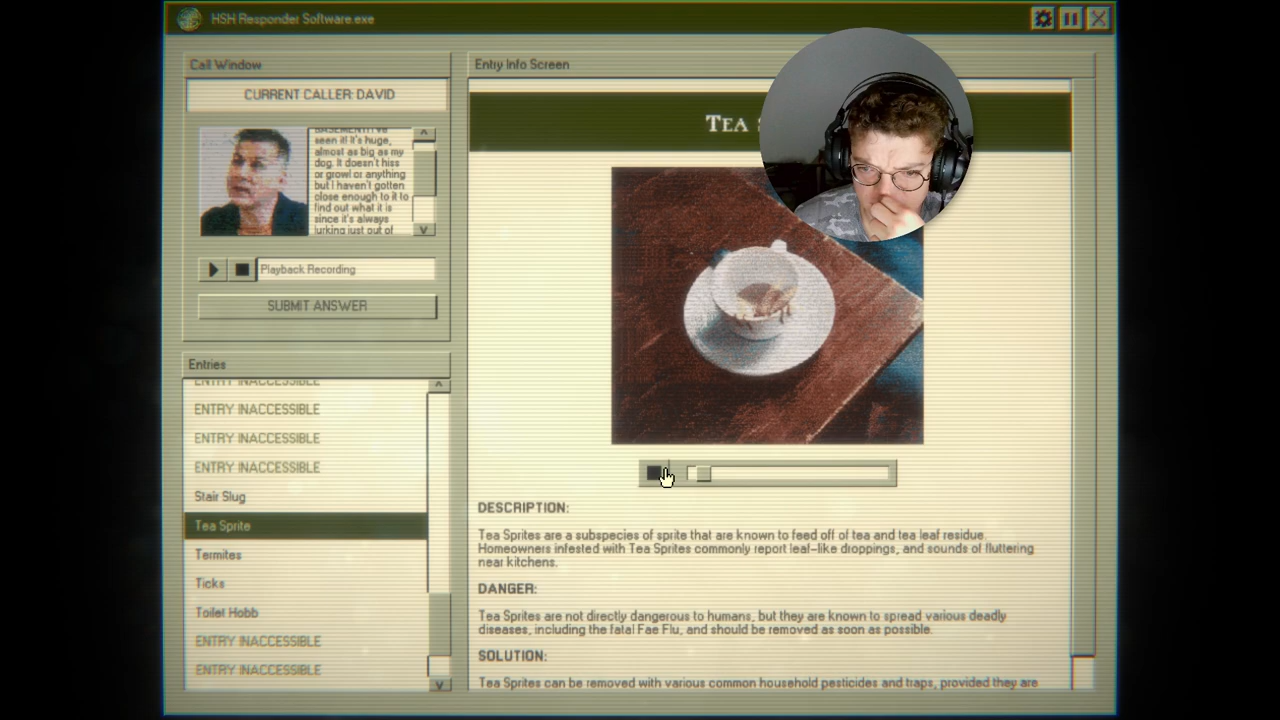 HSH Responder Software.exe
Call Window
CURRENT CALLER: DAVID
BASEMENT! I've
seen it! It's huge,
almost as big as my
dog. It doesn't hiss
or growl or anything
but I haven't gotten
close enough to it to
find out what it is
since it's always
lurking just out of
Playback Recording
SUBMIT ANSWER
Entries
ENTRY INACCESSIBLE
ENTRY INACCESSIBLE
ENTRY INACCESSIBLE
ENTRY INACCESSIBLE
Stair Slug
Tea Sprite
Termites
Ticks
Toilet Hobb
ENTRY INACCESSIBLE
ENTRY INACCESSIBLE
Entry Info Screen
TEA
DESCRIPTION:
Tea Sprites are a subspecies of sprite that are known to feed off of tea and tea leaf residue.
Homeowners infested with Tea Sprites commonly report leaf-like droppings, and sounds of fluttering
near kitchens.
DANGER:
Tea Sprites are not directly dangerous to humans, but they are known to spread various deadly
diseases, including the fatal Fae Flu, and should be removed as soon as possible.
SOLUTION:
Tea Sprites can be removed with various common household pesticides and traps, provided they are